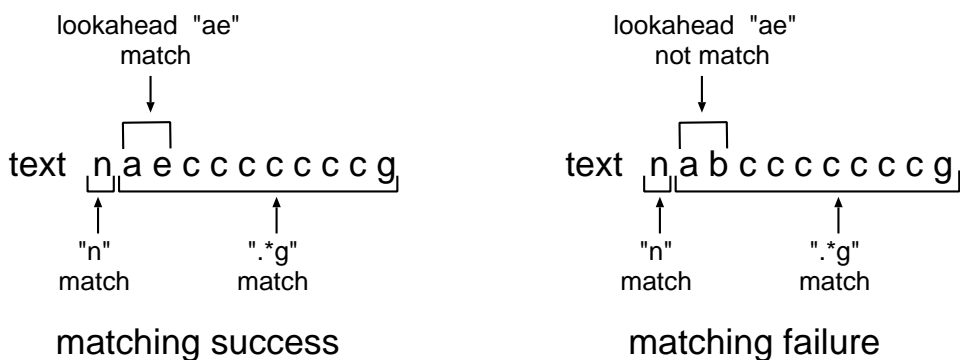 lookahead "ae"
match
text n a e c c c c c c c c g
"n"
match
".*g"
match
matching success
lookahead "ae"
not match
text n a b c c c c c c c c g
"n"
match
".*g"
match
matching failure